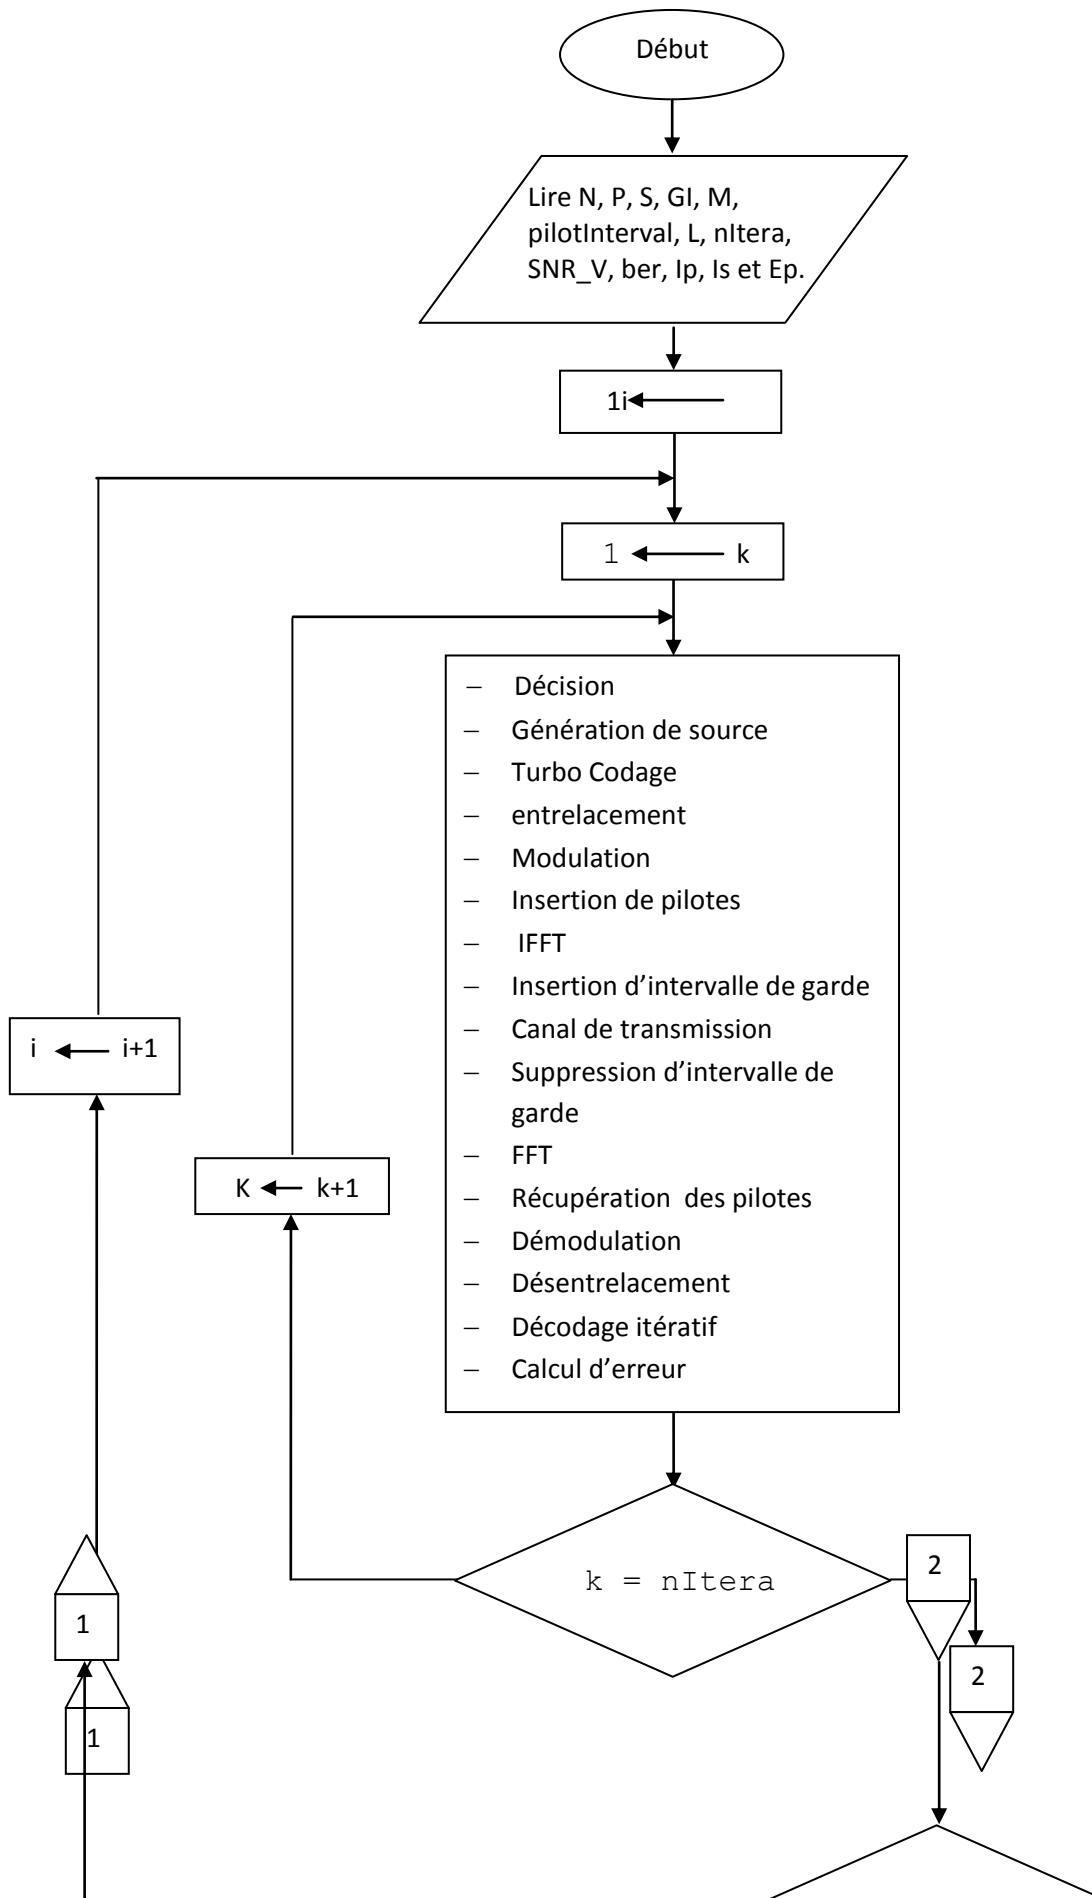 Début
Lire N, P, S, GI, M,
pilotInterval, L, nItera,
SNR_V, ber, Ip, Is et Ep.
1i
1 ← k
– Décision
– Génération de source
– Turbo Codage
– entrelacement
– Modulation
– Insertion de pilotes
– IFFT
– Insertion d’intervalle de garde
– Canal de transmission
– Suppression d’intervalle de
garde
– FFT
– Récupération des pilotes
– Démodulation
– Désentrelacement
– Décodage itératif
– Calcul d’erreur
i ← i+1
K ← k+1
k = nItera
2
2
1
1